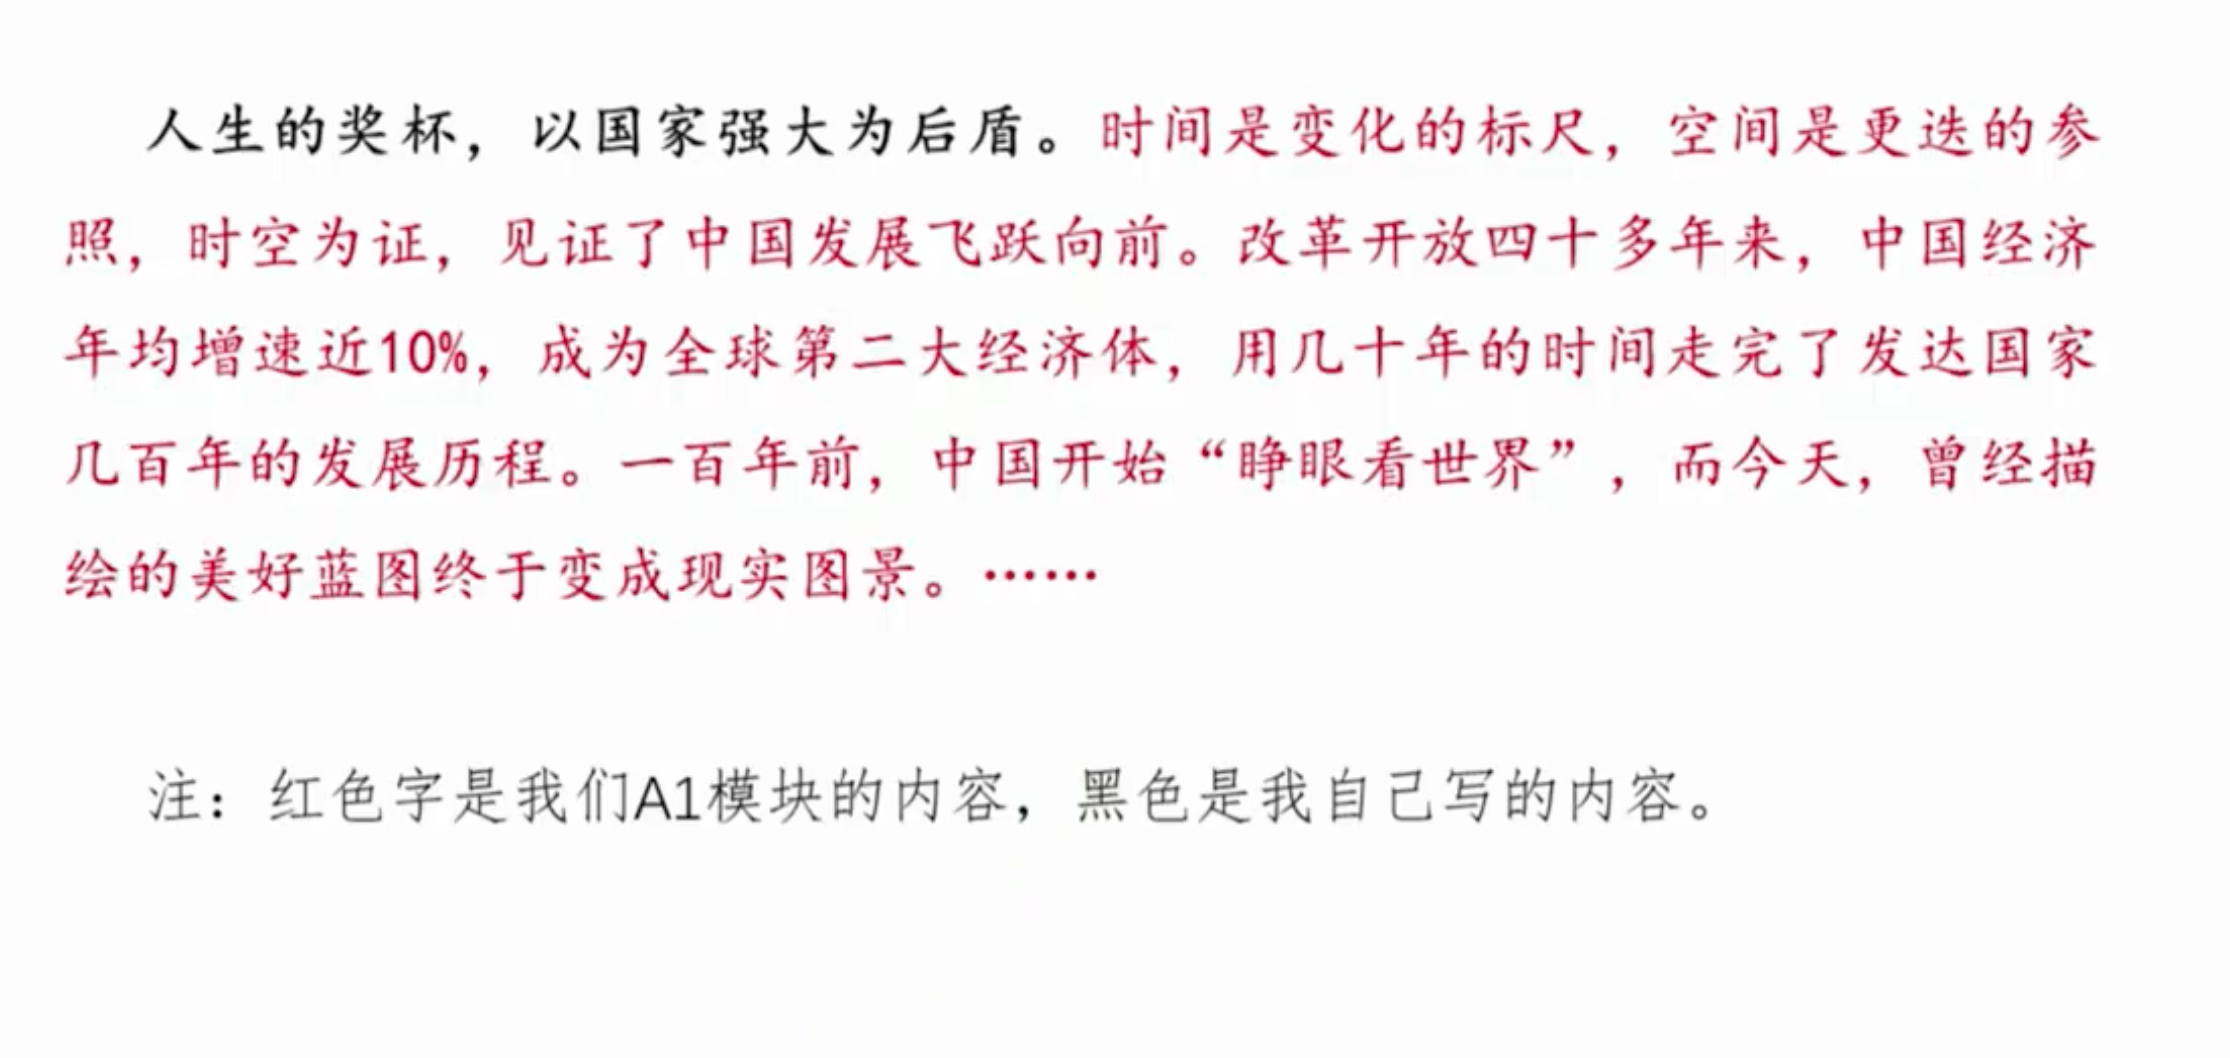 人生的奖杯，以国家强大为后盾。时间是变化的标尺，空间是更迭的参
照，时空为证，见证了中国发展飞跃向前。改革开放四十多年来，中国经济
年均增速近10%，成为全球第二大经济体，用几十年的时间走完了发达国家
几百年的发展历程。一百年前，中国开始“睁眼看世界”，而今天，曾经描
绘的美好蓝图终于变成现实图景。……
注：红色字是我们A1模块的内容，黑色是我自己写的内容。